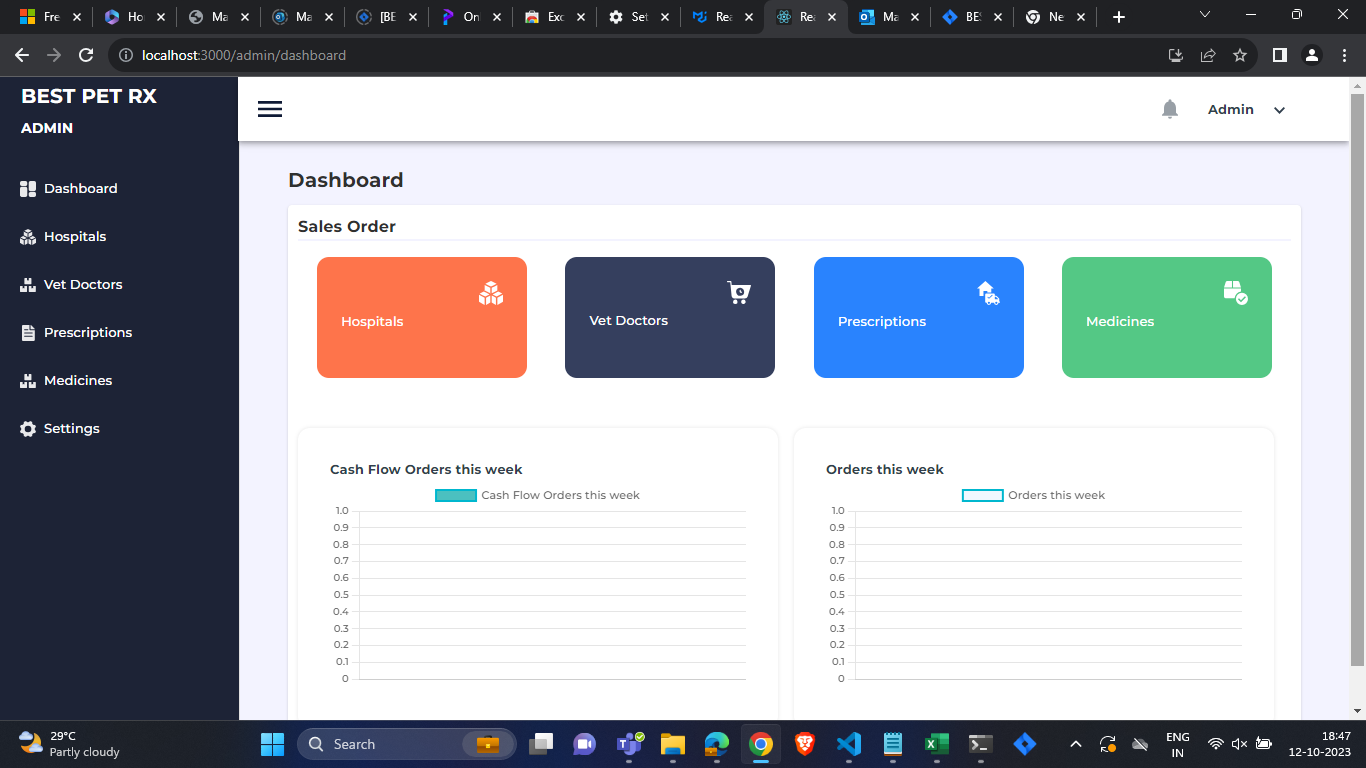 Fre
Ho
Ma
Ma
[BE
On
Exc
Set
Rea
Rea
Ma
BES
Ne
localhost:3000/admin/dashboard
BEST PET RX
ADMIN
Admin
Dashboard
Hospitals
Vet Doctors
Prescriptions
Medicines
Settings
Dashboard
Sales Order
Hospitals
Vet Doctors
Prescriptions
Medicines
Cash Flow Orders this week
Cash Flow Orders this week
1.0
0.9
0.8
0.7
0.6
0.5
0.4
0.3
0.2
0.1
0
Orders this week
Orders this week
1.0
0.9
0.8
0.7
0.6
0.5
0.4
0.3
0.2
0.1
0
29°C
Partly cloudy
Search
ENG
IN
18:47
12-10-2023